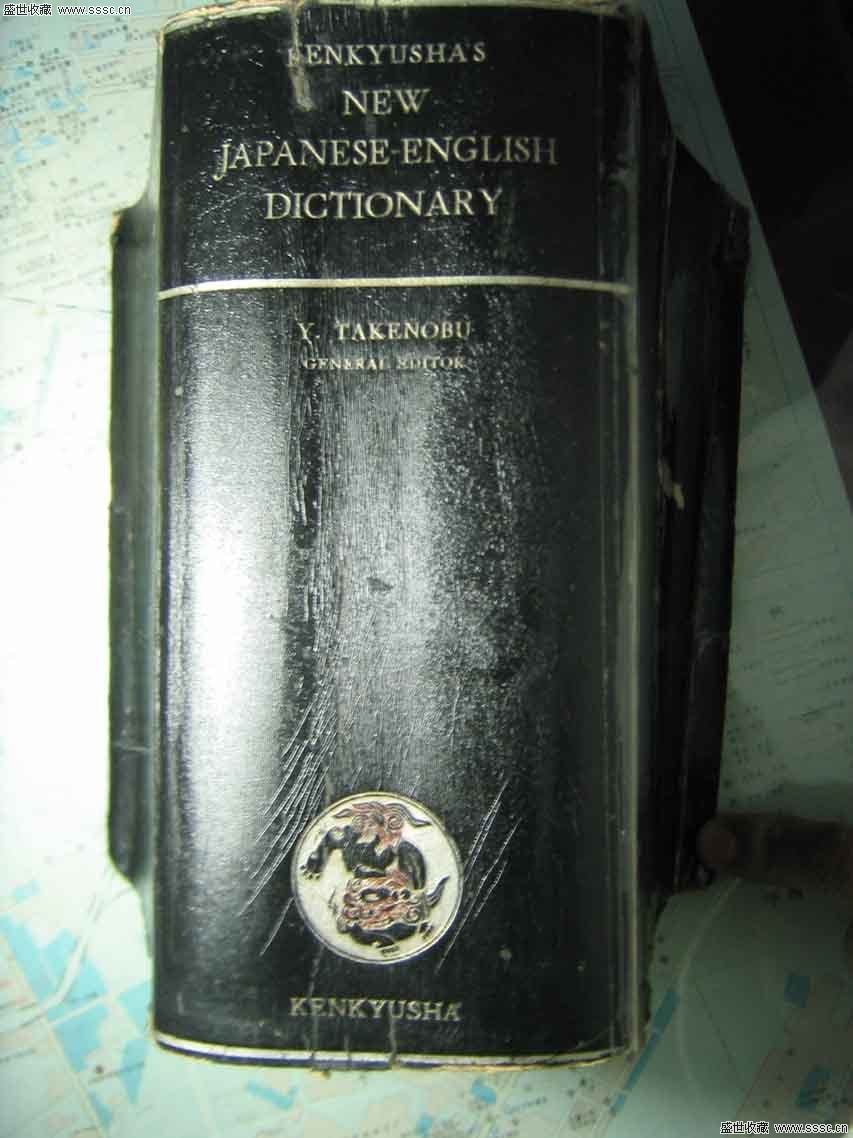 盛世收藏 www.sssc.cn
KENKYUSHA'S
NEW
JAPANESE-ENGLISH
DICTIONARY
Y. TAKENOBU
GENERAL EDITOR
KENKYUSHA
盛世收藏 www.sssc.cn